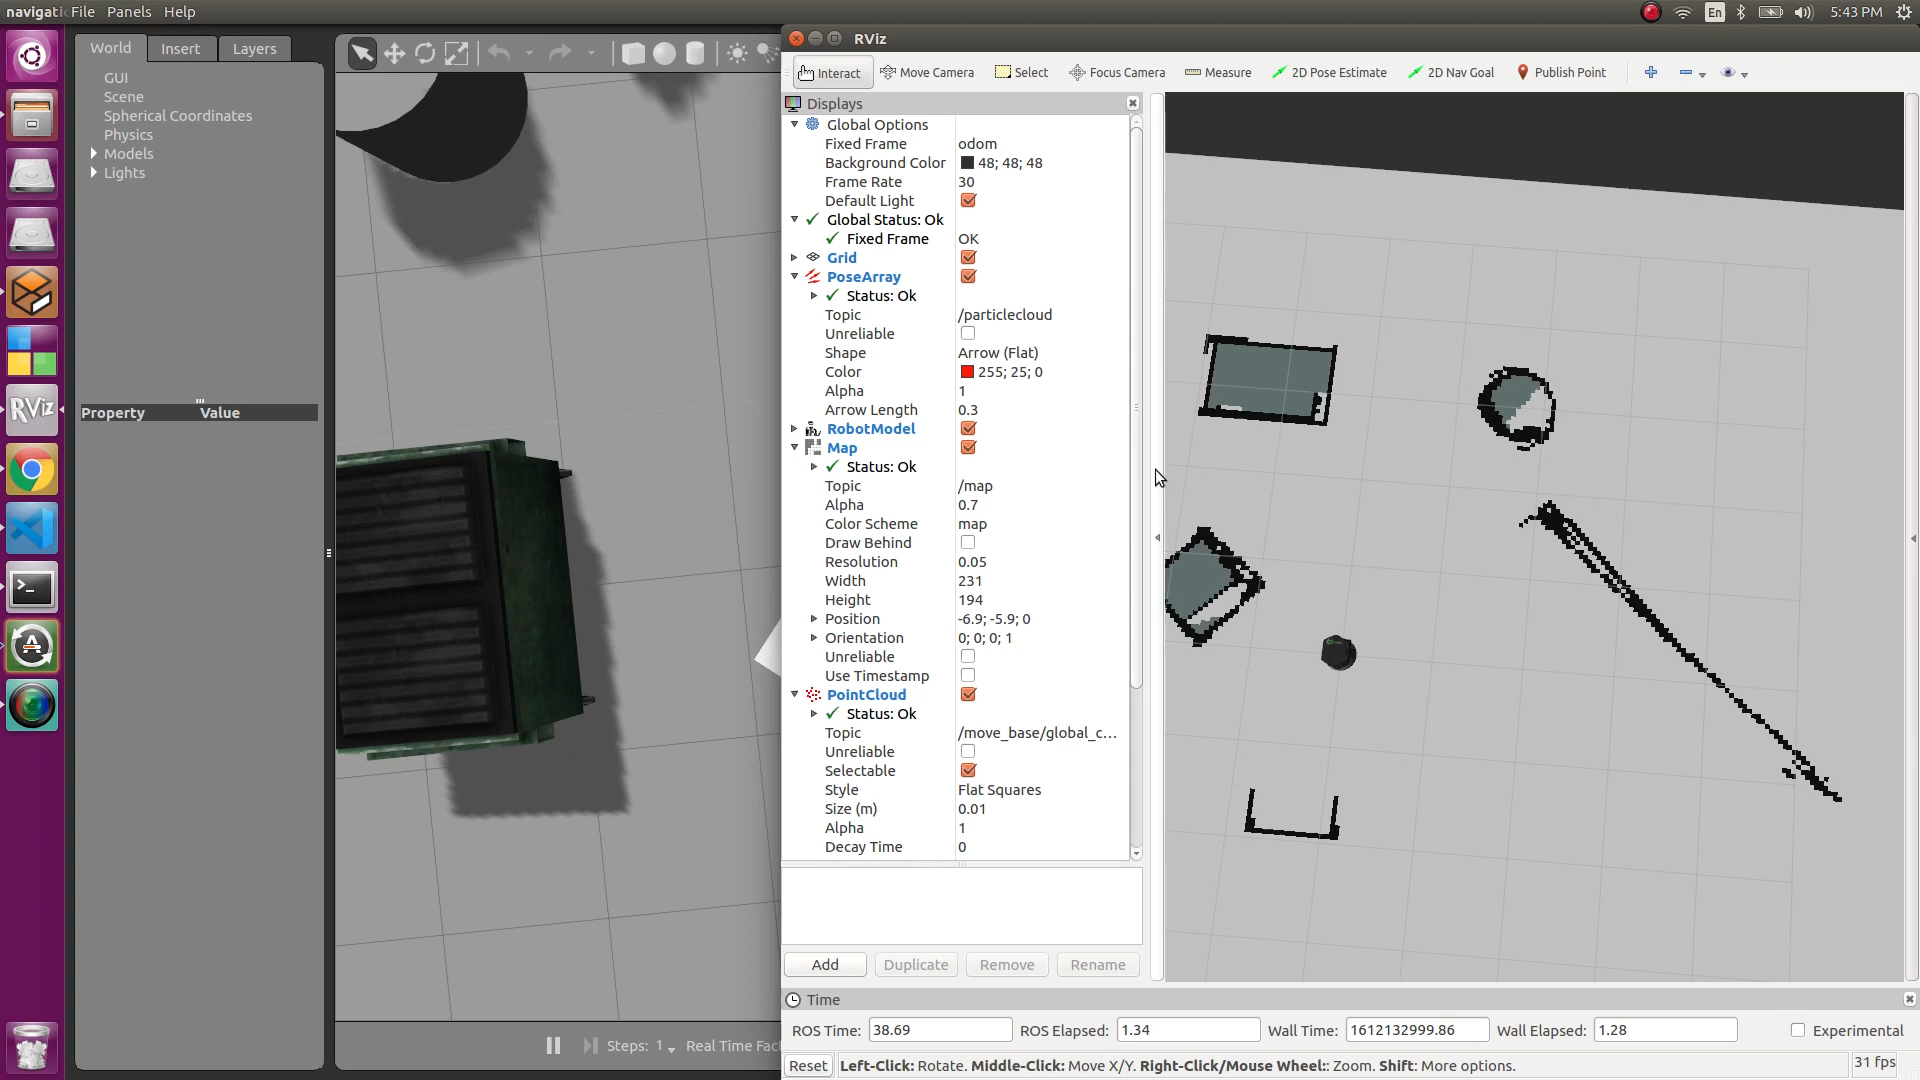 navigati File Panels Help
En
5:43 PM
World Insert Layers
GUI
Scene
Spherical Coordinates
Physics
Models
Lights
Property Value
RViz
Steps: 1
Real Time Fact
RViz
Interact Move Camera Select Focus Camera Measure 2D Pose Estimate 2D Nav Goal Publish Point
Displays
Global Options
Fixed Frame odom
Background Color 48; 48; 48
Frame Rate 30
Default Light
Global Status: Ok
Fixed Frame OK
Grid
PoseArray
Status: Ok
Topic /particlecloud
Unreliable
Shape Arrow (Flat)
Color 255; 25; 0
Alpha 1
Arrow Length 0.3
RobotModel
Map
Status: Ok
Topic /map
Alpha 0.7
Color Scheme map
Draw Behind
Resolution 0.05
Width 231
Height 194
Position -6.9; -5.9; 0
Orientation 0; 0; 0; 1
Unreliable
Use Timestamp
PointCloud
Status: Ok
Topic /move_base/global_c...
Unreliable
Selectable
Style Flat Squares
Size (m) 0.01
Alpha 1
Decay Time 0
Add Duplicate Remove Rename
Time
ROS Time: 38.69 ROS Elapsed: 1.34 Wall Time: 1612132999.86 Wall Elapsed: 1.28 Experimental
Reset Left-Click: Rotate. Middle-Click: Move X/Y. Right-Click/Mouse Wheel:: Zoom. Shift: More options. 31 fps